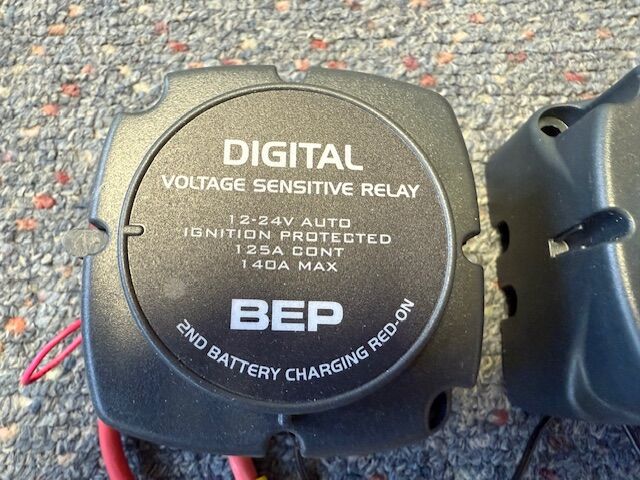 DIGITAL
VOLTAGE SENSITIVE RELAY
12-24V AUTO
IGNITION PROTECTED
125A CONT
140A MAX
BEP
2ND BATTERY CHARGING RED-ON